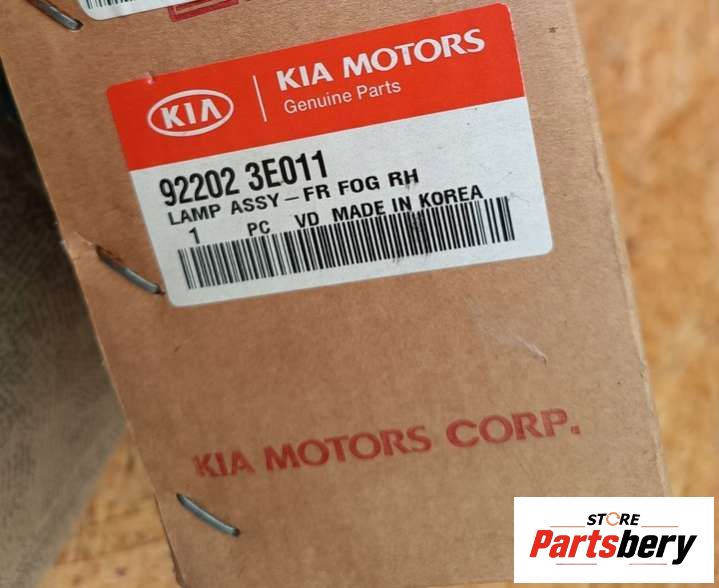 KIA
KIA MOTORS
Genuine Parts
92202 3E011
LAMP ASSY-FR FOG RH
1 PC VD MADE IN KOREA
KIA MOTORS CORP.
STORE
Partsbery